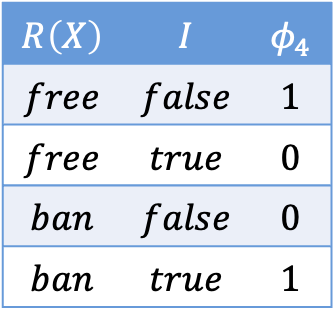 R(X) I ϕ₄
free false 1
free true 0
ban false 0
ban true 1